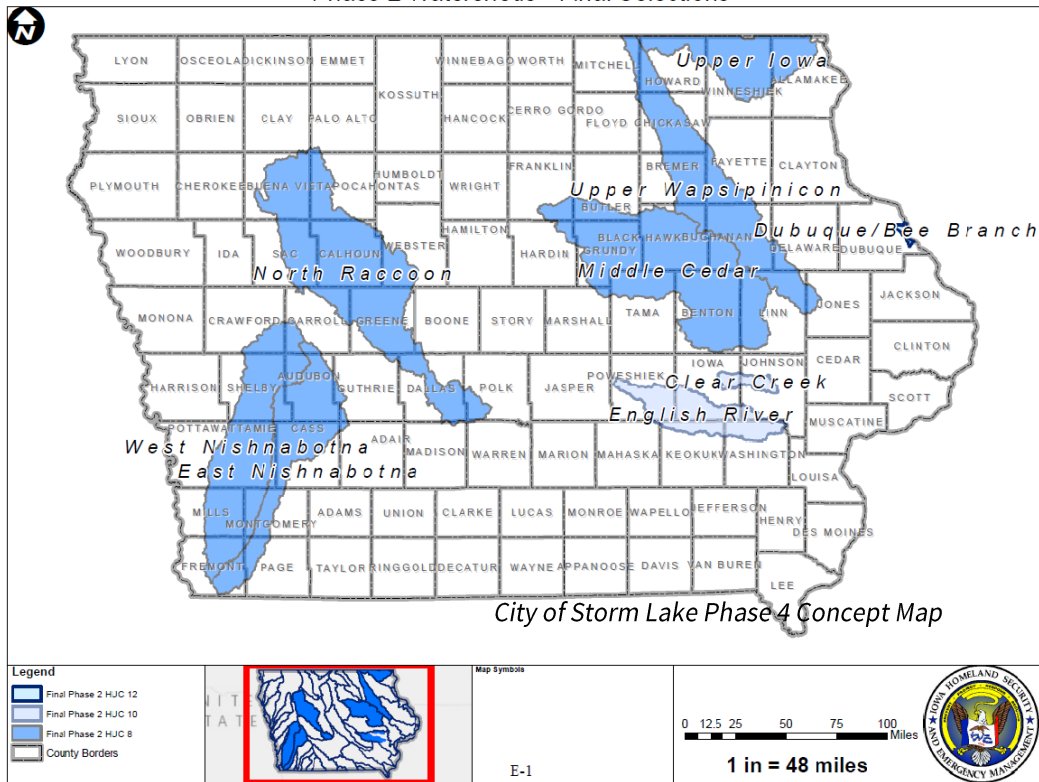 Phase 2 Watersheds - Final Selections
N
LYON OSCEOLA DICKINSON EMMET WINNEBAGO WORTH MITCHELL HOWARD Upper Iowa ALLAMAKEE
WINNESHIEK
KOSSUTH
SIOUX OBRIEN CLAY PALO ALTO HANCOCK CERRO GORDO FLOYD CHICKASAW
PLYMOUTH CHEROKEE BUENA VISTA POCAHONTAS HUMBOLDT WRIGHT FRANKLIN BREMER FAYETTE CLAYTON
Upper Wapsipinicon
BUTLER
WOODBURY IDA SAC CALHOUN WEBSTER HAMILTON HARDIN GRUNDY BLACK HAWK BUCHANAN DELAWARE DUBUQUE
Dubuque/Bee Branch
North Raccoon
Middle Cedar
MONONA CRAWFORD CARROLL GREENE BOONE STORY MARSHALL TAMA BENTON LINN JONES JACKSON
CLINTON
HARRISON SHELBY AUDUBON GUTHRIE DALLAS POLK JASPER POWESHIEK IOWA JOHNSON CEDAR
SCOTT
Clear Creek
English River
MUSCATINE
POTTAWATTAMIE CASS ADAIR MADISON WARREN MARION MAHASKA KEOKUK WASHINGTON
West Nishnabotna
East Nishnabotna
LOUISA
MILLS MONTGOMERY ADAMS UNION CLARKE LUCAS MONROE WAPELLO JEFFERSON HENRY DES MOINES
FREMONT PAGE TAYLOR RINGGOLD DECATUR WAYNE APPANOOSE DAVIS VAN BUREN
LEE
City of Storm Lake Phase 4 Concept Map
Legend
Final Phase 2 HJC 12
Final Phase 2 HJC 10
Final Phase 2 HJC 8
County Borders
NITE
STATE
Map Symbols
E-1
0 12.5 25 50 75 100
Miles
1 in = 48 miles
IOWA HOMELAND SECURITY
AND EMERGENCY MANAGEMENT